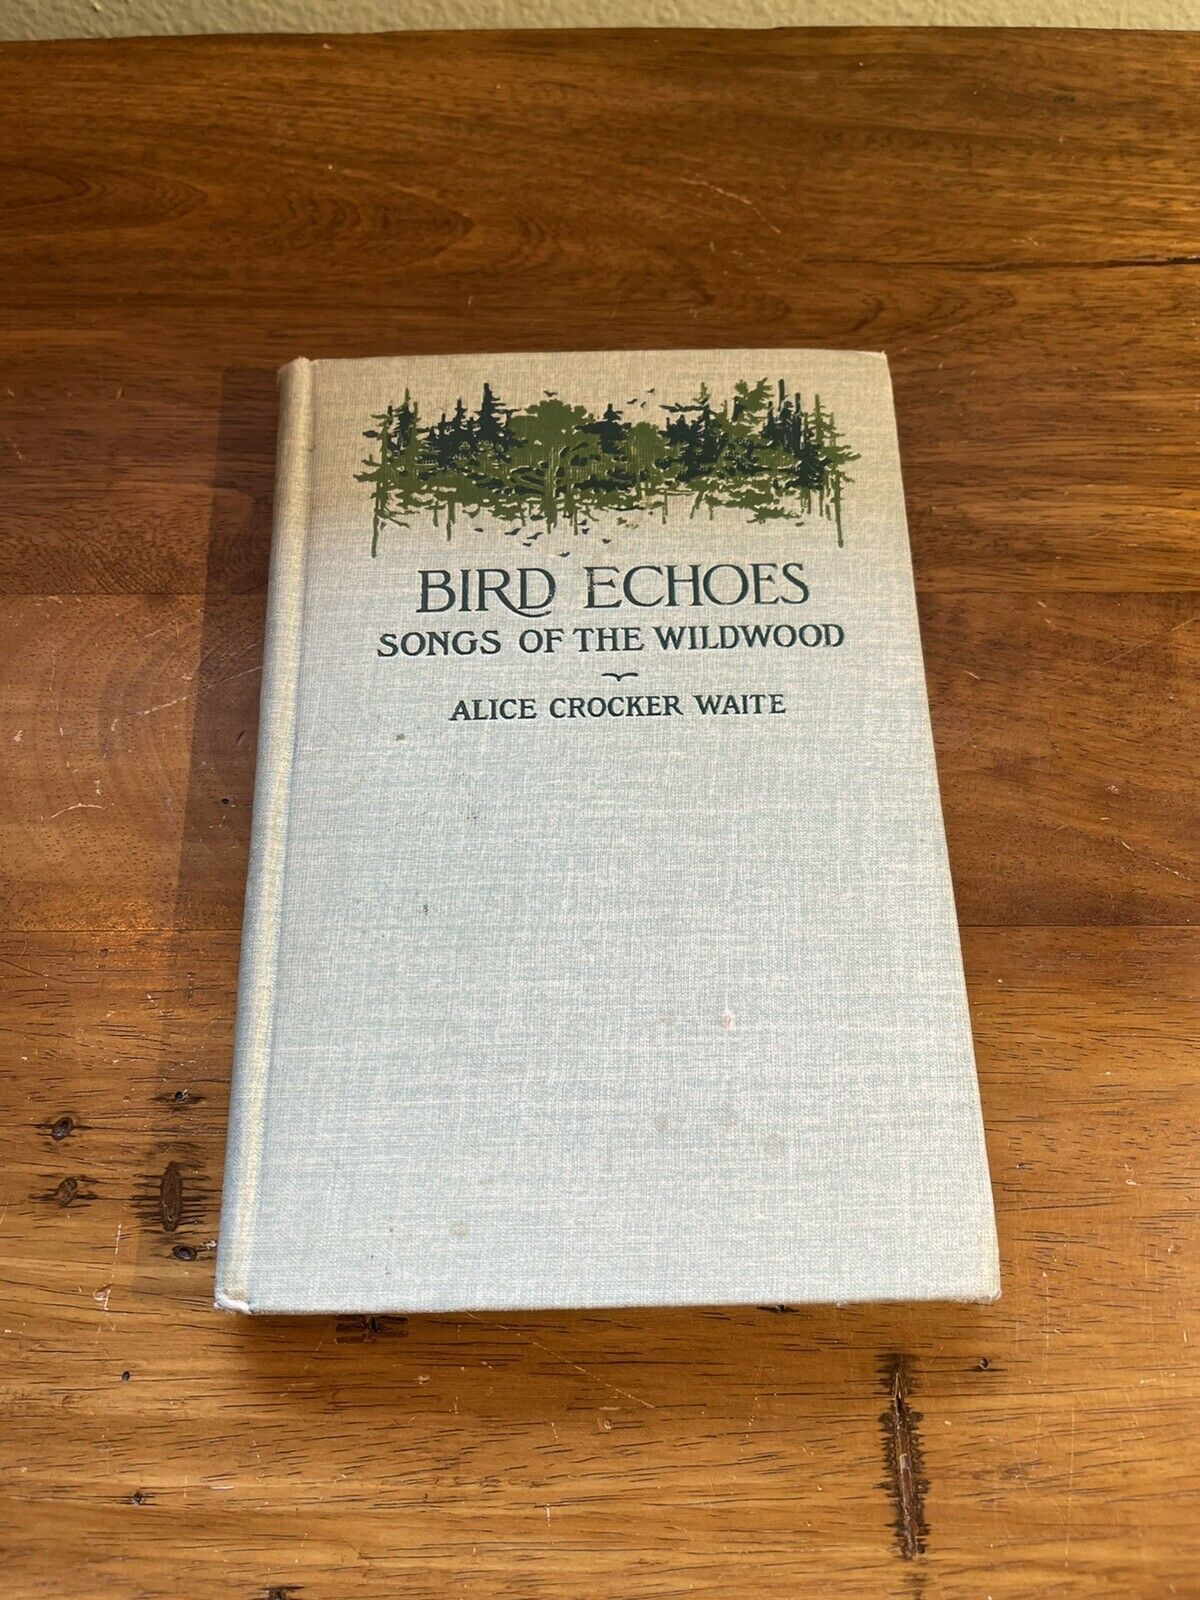 BIRD ECHOES
SONGS OF THE WILDWOOD
ALICE CROCKER WAITE